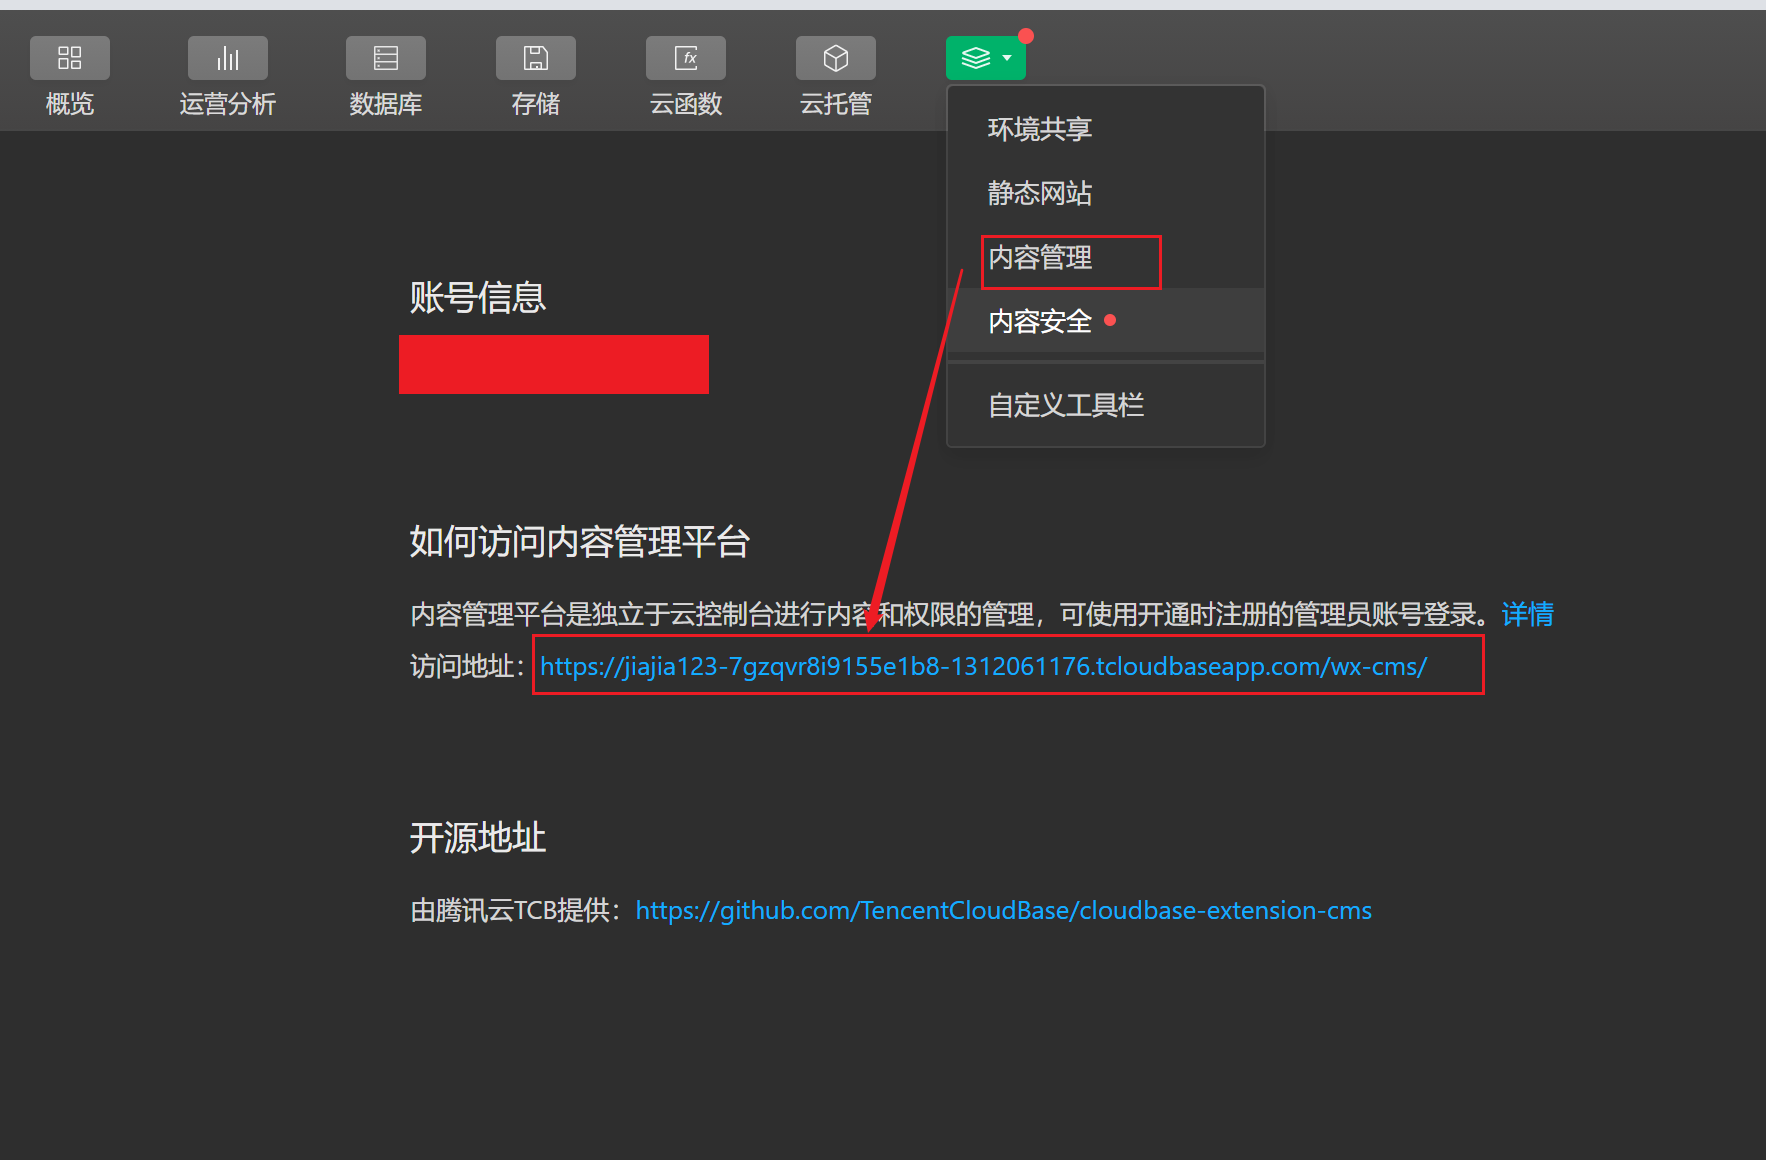 概览
运营分析
数据库
存储
fx
云函数
云托管
环境共享
静态网站
内容管理
内容安全
自定义工具栏
账号信息
如何访问内容管理平台
内容管理平台是独立于云控制台进行内容和权限的管理，可使用开通时注册的管理员账号登录。详情
访问地址：https://jiajia123-7gzqvr8i9155e1b8-1312061176.tcloudbaseapp.com/wx-cms/
开源地址
由腾讯云TCB提供：https://github.com/TencentCloudBase/cloudbase-extension-cms